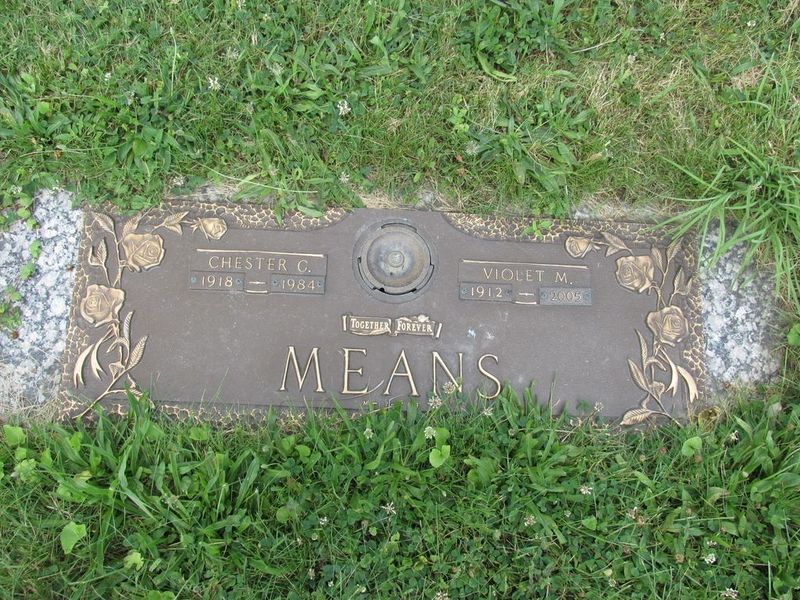 CHESTER C.
1918 — 1984
VIOLET M.
1912 — 2005
TOGETHER FOREVER
MEANS